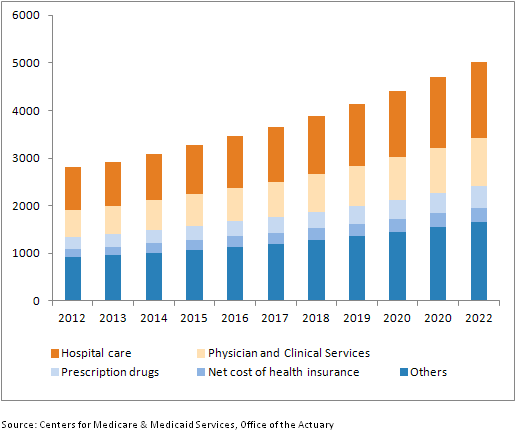 6000
5000
4000
3000
2000
1000
0
2012 2013 2014 2015 2016 2017 2018 2019 2020 2020 2022
Hospital care Physician and Clinical Services
Prescription drugs Net cost of health insurance Others
Source: Centers for Medicare & Medicaid Services, Office of the Actuary